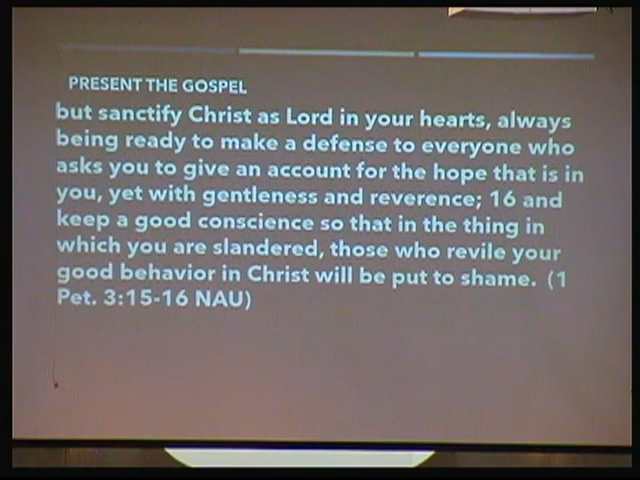 PRESENT THE GOSPEL
but sanctify Christ as Lord in your hearts, always
being ready to make a defense to everyone who
asks you to give an account for the hope that is in
you, yet with gentleness and reverence; 16 and
keep a good conscience so that in the thing in
which you are slandered, those who revile your
good behavior in Christ will be put to shame.  (1
Pet. 3:15-16 NAU)